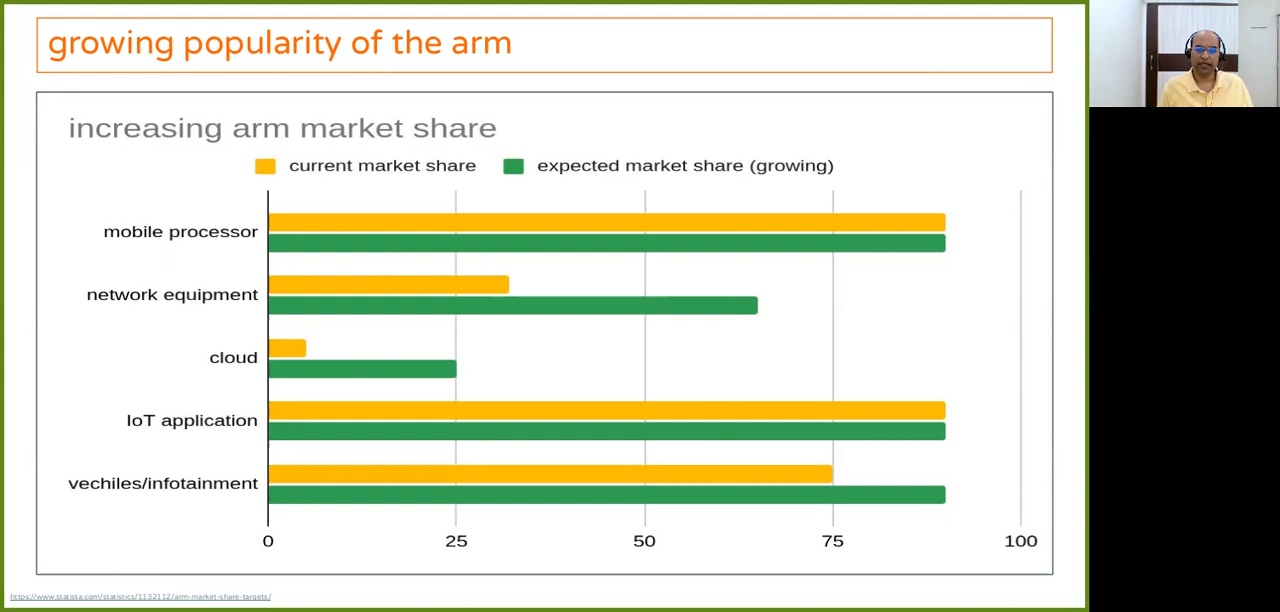 growing popularity of the arm
increasing arm market share
current market share expected market share (growing)
mobile processor
network equipment
cloud
IoT application
vechiles/infotainment
0 25 50 75 100
https://www.statista.com/statistics/1132112/arm-market-share-targets/